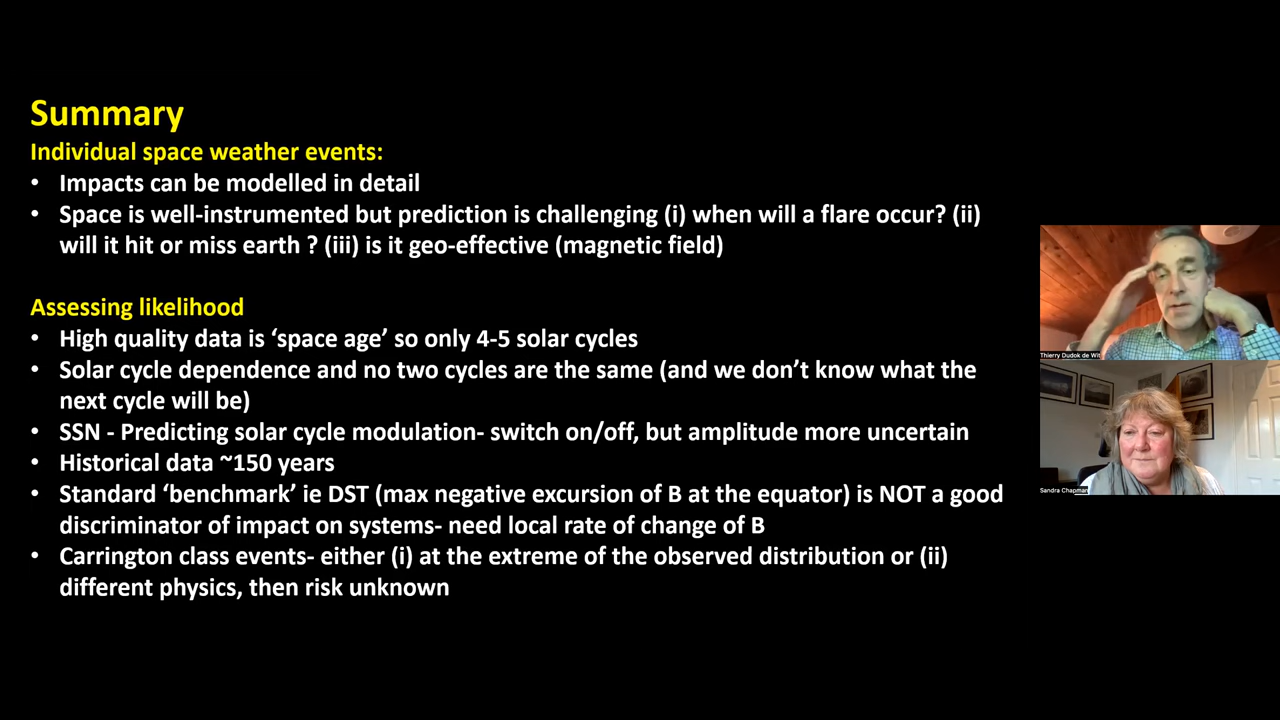 Summary
Individual space weather events:
• Impacts can be modelled in detail
• Space is well-instrumented but prediction is challenging (i) when will a flare occur? (ii)
will it hit or miss earth ? (iii) is it geo-effective (magnetic field)
Assessing likelihood
• High quality data is ‘space age’ so only 4-5 solar cycles
• Solar cycle dependence and no two cycles are the same (and we don’t know what the
next cycle will be)
• SSN - Predicting solar cycle modulation- switch on/off, but amplitude more uncertain
• Historical data ~150 years
• Standard ‘benchmark’ ie DST (max negative excursion of B at the equator) is NOT a good
discriminator of impact on systems- need local rate of change of B
• Carrington class events- either (i) at the extreme of the observed distribution or (ii)
different physics, then risk unknown
Thierry Dudok de Wit
Sandra Chapman